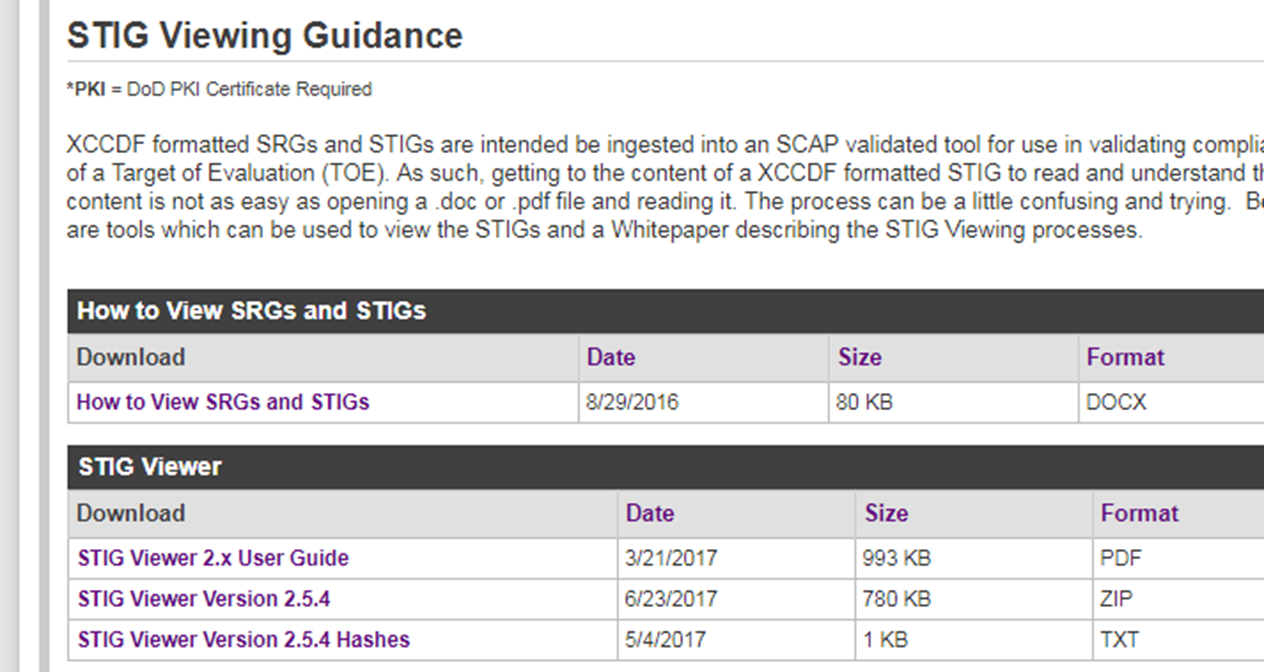 STIG Viewing Guidance
*PKI = DoD PKI Certificate Required
XCCDF formatted SRGs and STIGs are intended be ingested into an SCAP validated tool for use in validating
of a Target of Evaluation (TOE). As such, getting to the content of a XCCDF formatted STIG to read and understand
content is not as easy as opening a .doc or .pdf file and reading it. The process can be a little confusing and trying.
are tools which can be used to view the STIGs and a Whitepaper describing the STIG Viewing processes.
How to View SRGs and STIGs
Download Date Size Format
How to View SRGs and STIGs 8/29/2016 80 KB DOCX
STIG Viewer
Download Date Size Format
STIG Viewer 2.x User Guide 3/21/2017 993 KB PDF
STIG Viewer Version 2.5.4 6/23/2017 780 KB ZIP
STIG Viewer Version 2.5.4 Hashes 5/4/2017 1 KB TXT